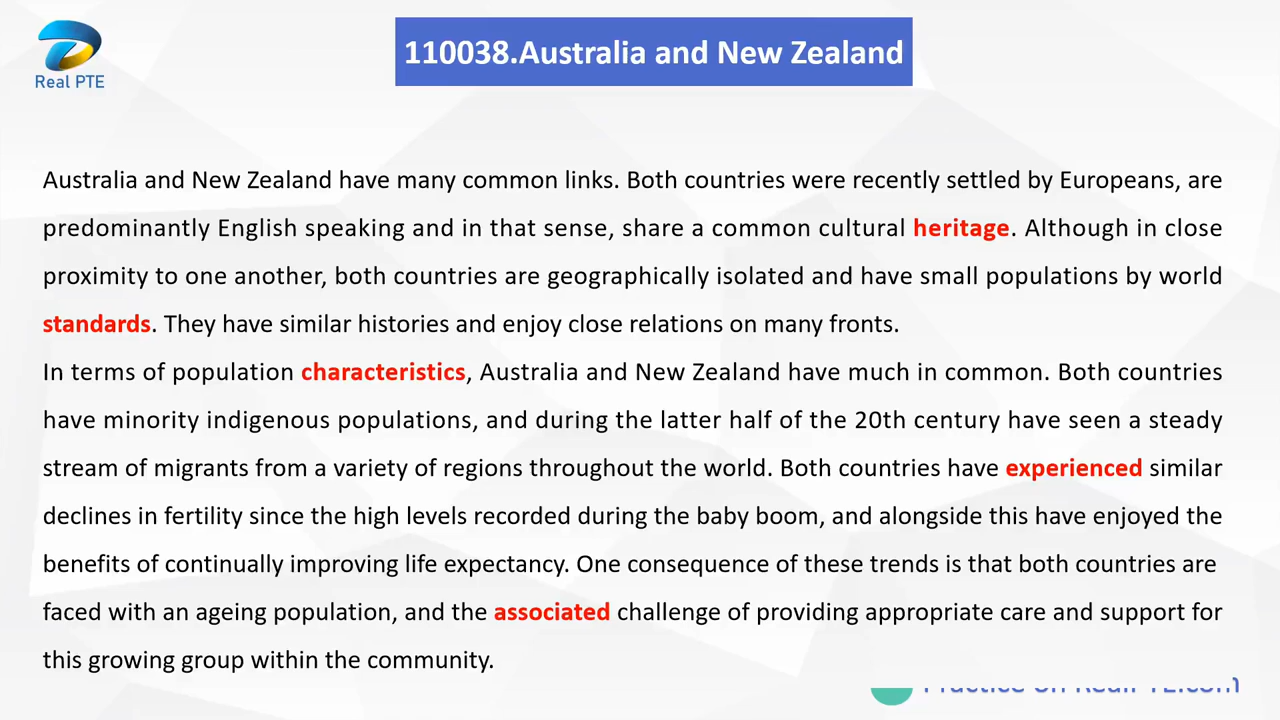 Real PTE
110038.Australia and New Zealand
Australia and New Zealand have many common links. Both countries were recently settled by Europeans, are
predominantly English speaking and in that sense, share a common cultural heritage. Although in close
proximity to one another, both countries are geographically isolated and have small populations by world
standards. They have similar histories and enjoy close relations on many fronts.
In terms of population characteristics, Australia and New Zealand have much in common. Both countries
have minority indigenous populations, and during the latter half of the 20th century have seen a steady
stream of migrants from a variety of regions throughout the world. Both countries have experienced similar
declines in fertility since the high levels recorded during the baby boom, and alongside this have enjoyed the
benefits of continually improving life expectancy. One consequence of these trends is that both countries are
faced with an ageing population, and the associated challenge of providing appropriate care and support for
this growing group within the community.
Practice on RealPTE.com